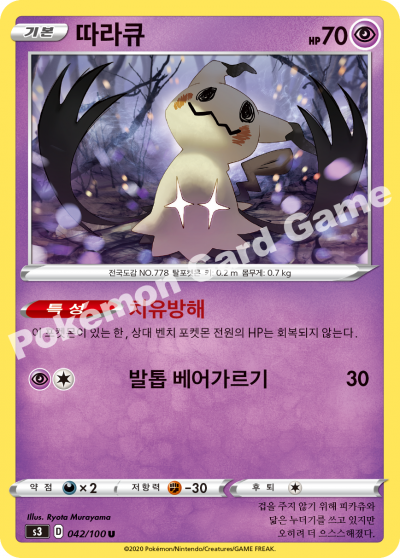 기본 따라큐 HP 70
전국도감 NO.778 탈포켓몬 키: 0.2 m 몸무게: 0.7 kg
특성 치유방해
이 포켓몬이 있는 한, 상대 벤치 포켓몬 전원의 HP는 회복되지 않는다.
발톱 베어가르기 30
약점 ×2 저항력 -30 후퇴
Illus. Ryota Murayama
s3 D 042/100 U
겁을 주지 않기 위해 피카츄와
닮은 누더기를 쓰고 있지만
오히려 더 으스스해졌다.
©2020 Pokémon/Nintendo/Creatures/GAME FREAK.
Pokémon Card Game